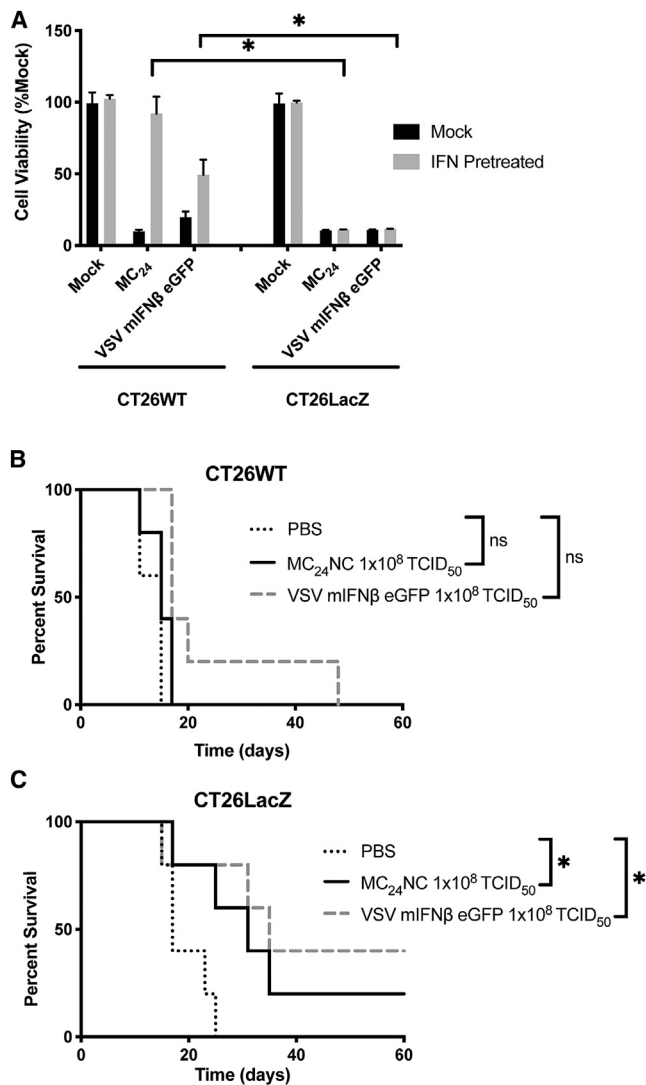 A
*
*
150
100
50
0
Cell Viability (%Mock)
Mock
IFN Pretreated
Mock
MC24
VSV mIFNβ eGFP
Mock
MC24
VSV mIFNβ eGFP
CT26WT
CT26LacZ
B
CT26WT
100
50
0
Percent Survival
PBS
MC24NC 1x10⁸ TCID50
VSV mIFNβ eGFP 1x10⁸ TCID50
ns
ns
0 20 40 60
Time (days)
C
CT26LacZ
100
50
0
Percent Survival
PBS
MC24NC 1x10⁸ TCID50
VSV mIFNβ eGFP 1x10⁸ TCID50
*
*
0 20 40 60
Time (days)